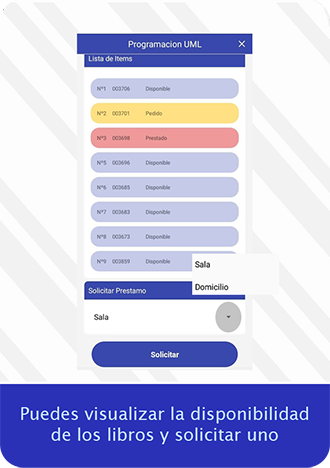 Programacion UML ×
Lista de Items
Nº1 003706 Disponible
Nº2 003701 Pedido
Nº3 003698 Prestado
Nº5 003696 Disponible
Nº6 003685 Disponible
Nº7 003683 Disponible
Nº8 003673 Disponible
Nº9 003859 Disponible
Sala
Domicilio
Solicitar Prestamo
Sala
Solicitar
Puedes visualizar la disponibilidad
de los libros y solicitar uno